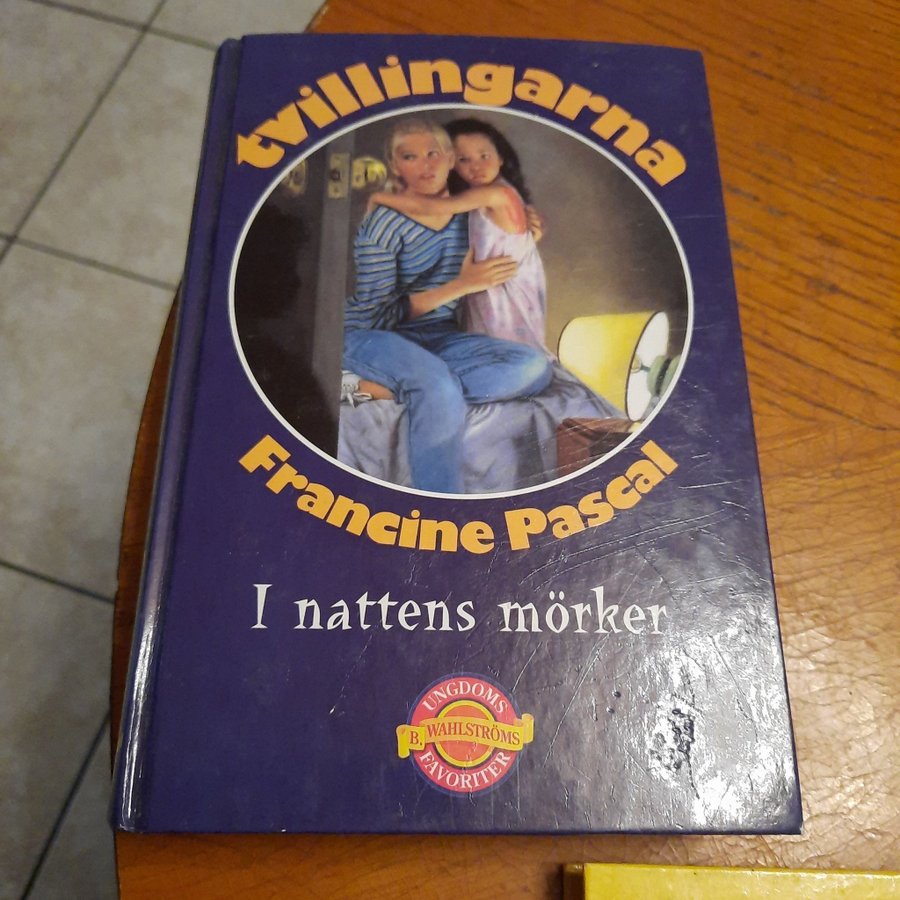 tvillingarna
Francine Pascal
I nattens mörker
UNGDOMS
B. WAHLSTRÖMS
FAVORITER